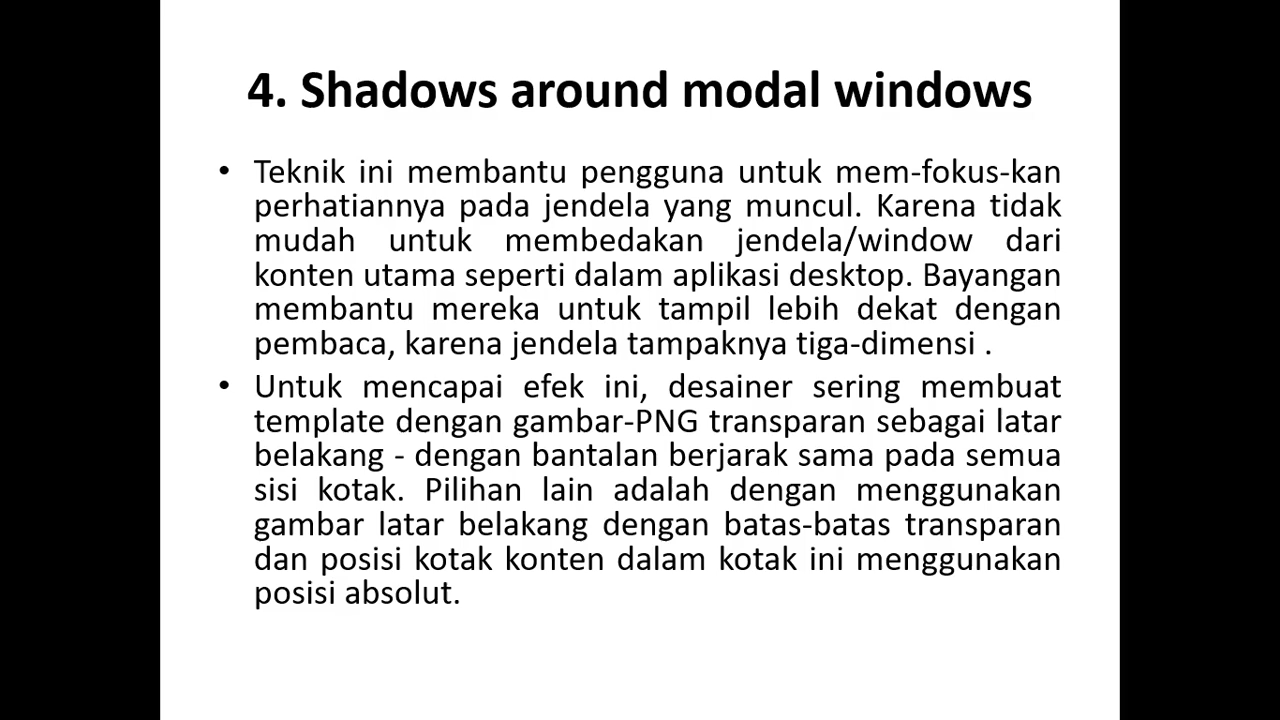 4. Shadows around modal windows
• Teknik ini membantu pengguna untuk mem-fokus-kan
perhatiannya pada jendela yang muncul. Karena tidak
mudah untuk membedakan jendela/window dari
konten utama seperti dalam aplikasi desktop. Bayangan
membantu mereka untuk tampil lebih dekat dengan
pembaca, karena jendela tampaknya tiga-dimensi .
• Untuk mencapai efek ini, desainer sering membuat
template dengan gambar-PNG transparan sebagai latar
belakang - dengan bantalan berjarak sama pada semua
sisi kotak. Pilihan lain adalah dengan menggunakan
gambar latar belakang dengan batas-batas transparan
dan posisi kotak konten dalam kotak ini menggunakan
posisi absolut.